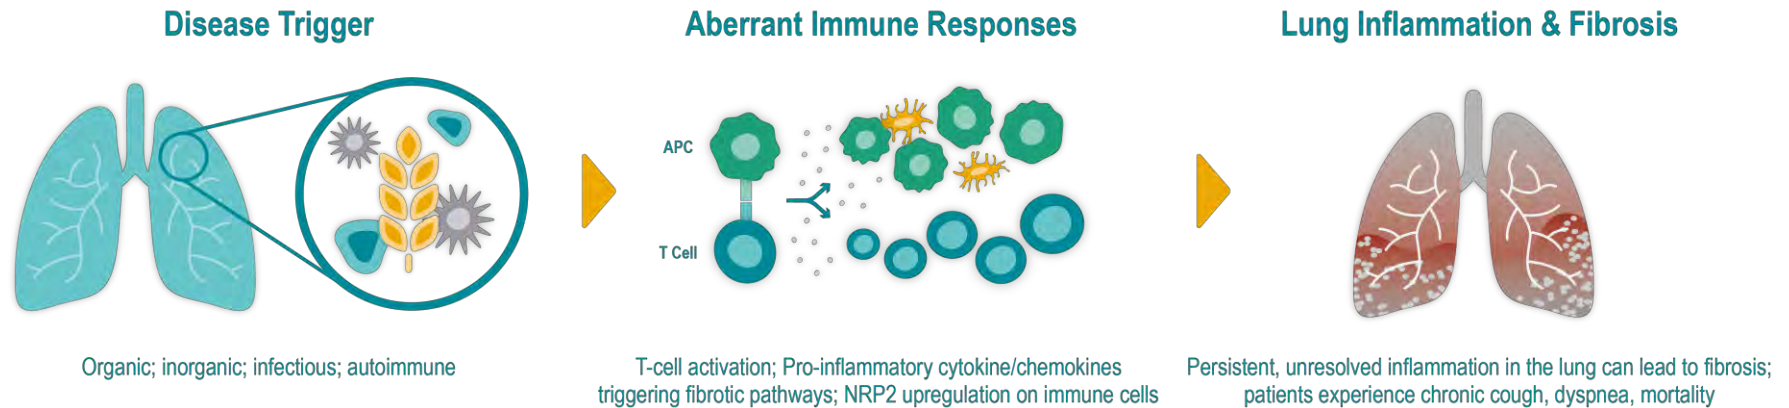 Disease Trigger
Aberrant Immune Responses
Lung Inflammation & Fibrosis
APC
T Cell
Organic; inorganic; infectious; autoimmune
T-cell activation; Pro-inflammatory cytokine/chemokines
triggering fibrotic pathways; NRP2 upregulation on immune cells
Persistent, unresolved inflammation in the lung can lead to fibrosis;
patients experience chronic cough, dyspnea, mortality